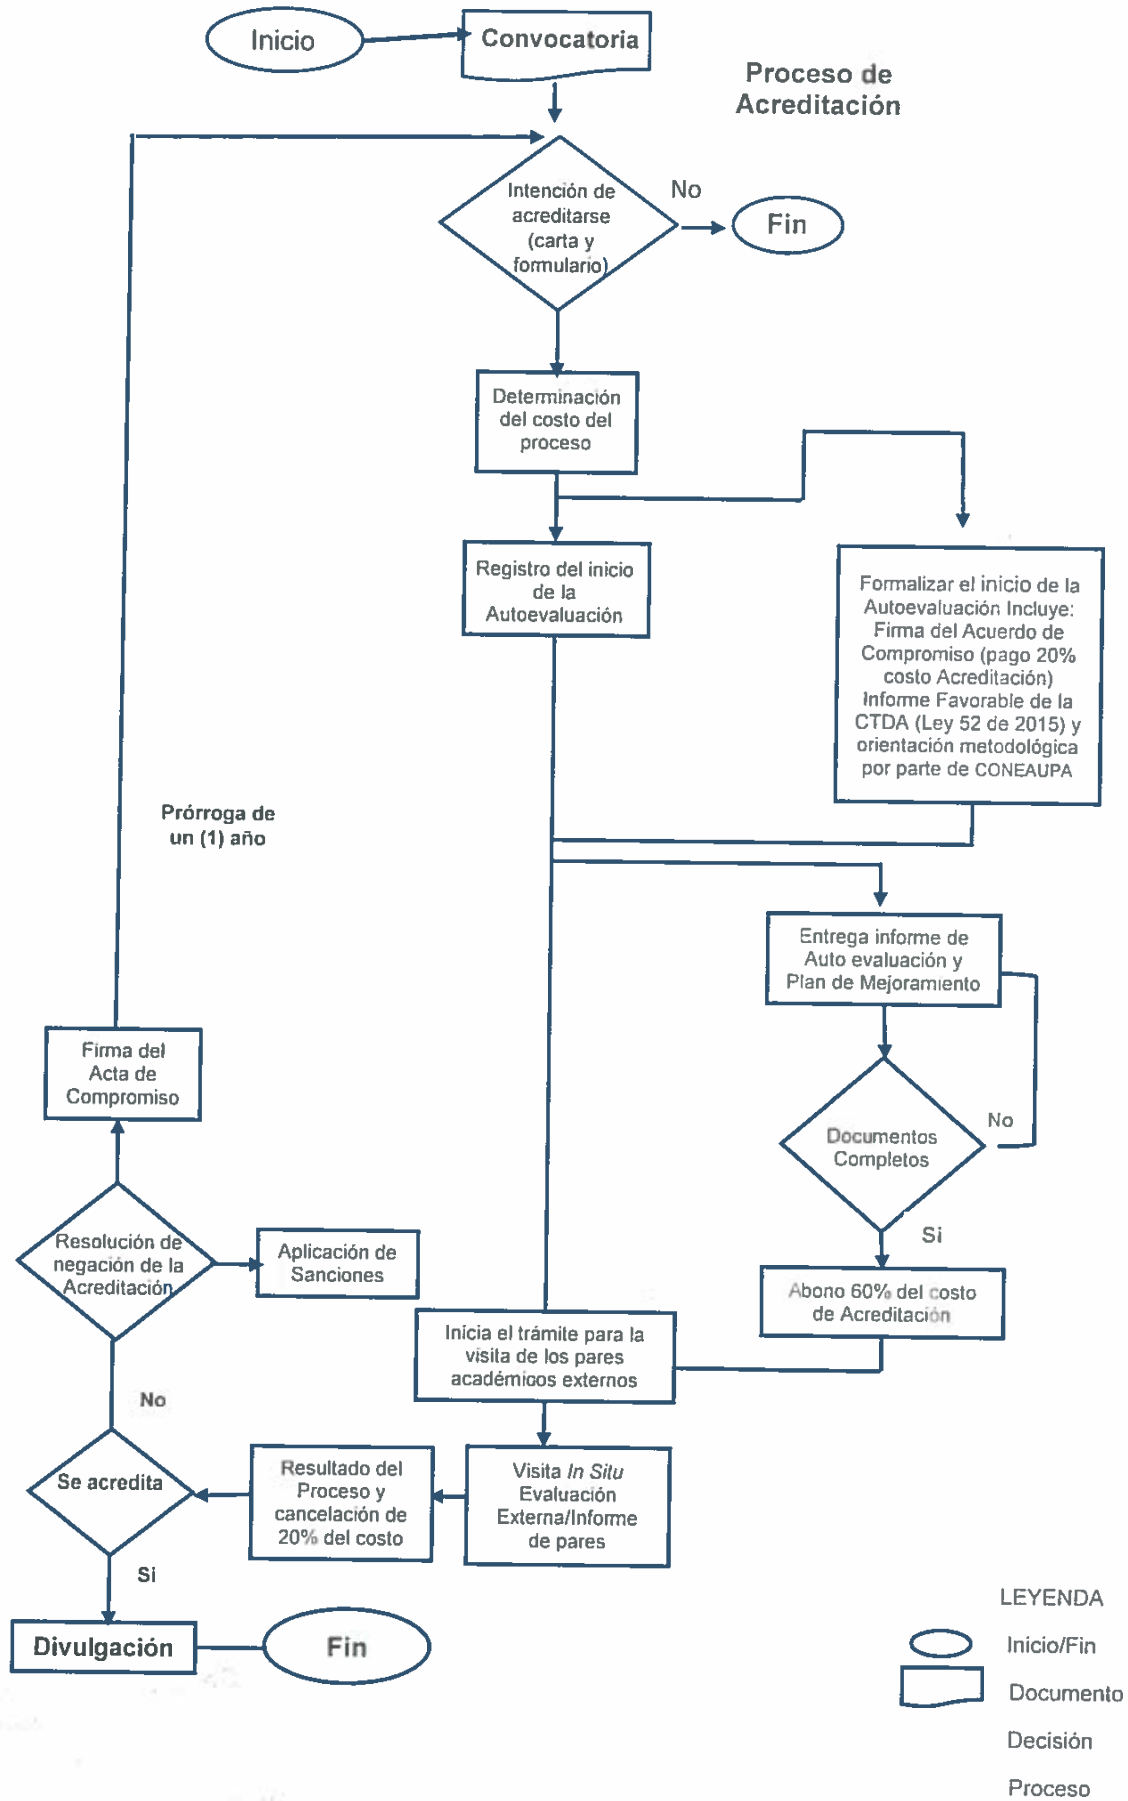 Inicio
Convocatoria
Proceso de
Acreditación
Intención de
acreditarse
(carta y
formulario)
No
Fin
Determinación
del costo del
proceso
Registro del inicio
de la
Autoevaluación
Formalizar el inicio de la
Autoevaluación Incluye:
Firma del Acuerdo de
Compromiso (pago 20%
costo Acreditación)
Informe Favorable de la
CTDA (Ley 52 de 2015) y
orientación metodológica
por parte de CONEAUPA
Prórroga de
un (1) año
Entrega informe de
Auto evaluación y
Plan de Mejoramiento
Firma del
Acta de
Compromiso
Documentos
Completos
No
Si
Resolución de
negación de la
Acreditación
Aplicación de
Sanciones
Abono 60% del costo
de Acreditación
Inicia el trámite para la
visita de los pares
académicos externos
No
Se acredita
Resultado del
Proceso y
cancelación de
20% del costo
Visita In Situ
Evaluación
Externa/Informe
de pares
Si
Divulgación
Fin
LEYENDA
Inicio/Fin
Documento
Decisión
Proceso